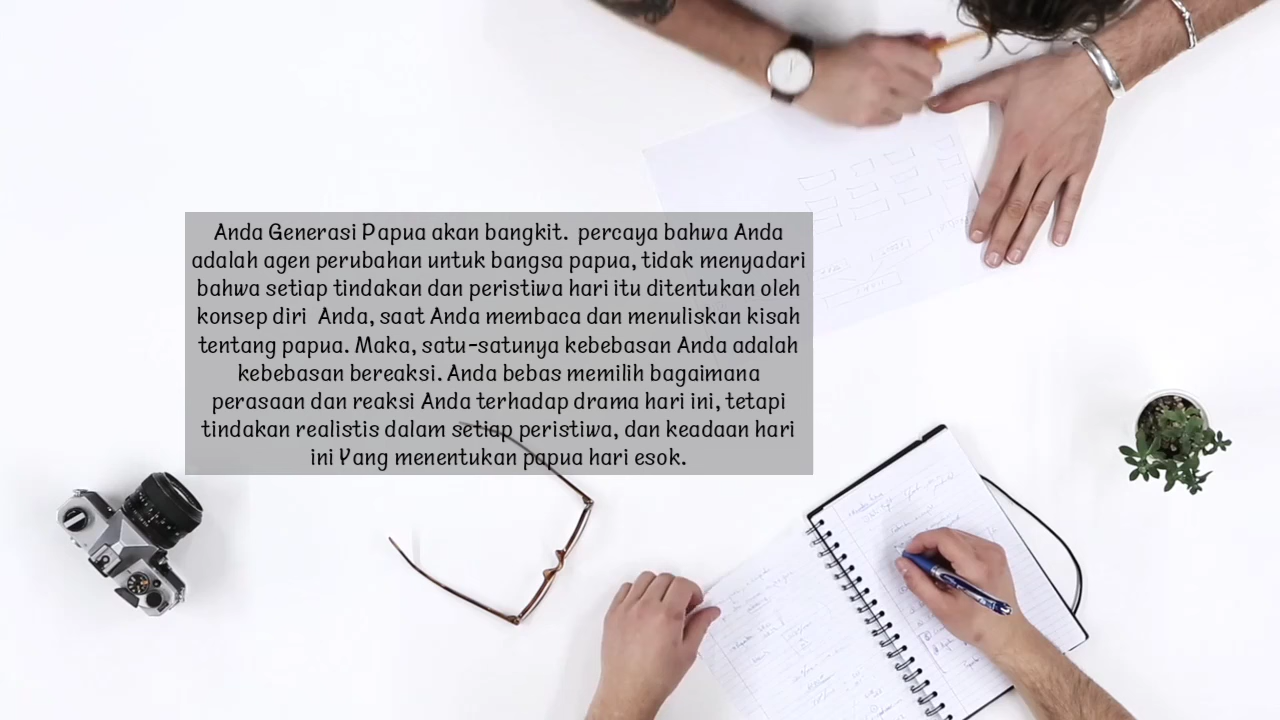 Anda Generasi Papua akan bangkit. percaya bahwa Anda
adalah agen perubahan untuk bangsa papua, tidak menyadari
bahwa setiap tindakan dan peristiwa hari itu ditentukan oleh
konsep diri Anda, saat Anda membaca dan menuliskan kisah
tentang papua. Maka, satu-satunya kebebasan Anda adalah
kebebasan bereaksi. Anda bebas memilih bagaimana
perasaan dan reaksi Anda terhadap drama hari ini, tetapi
tindakan realistis dalam setiap peristiwa, dan keadaan hari
ini Yang menentukan papua hari esok.